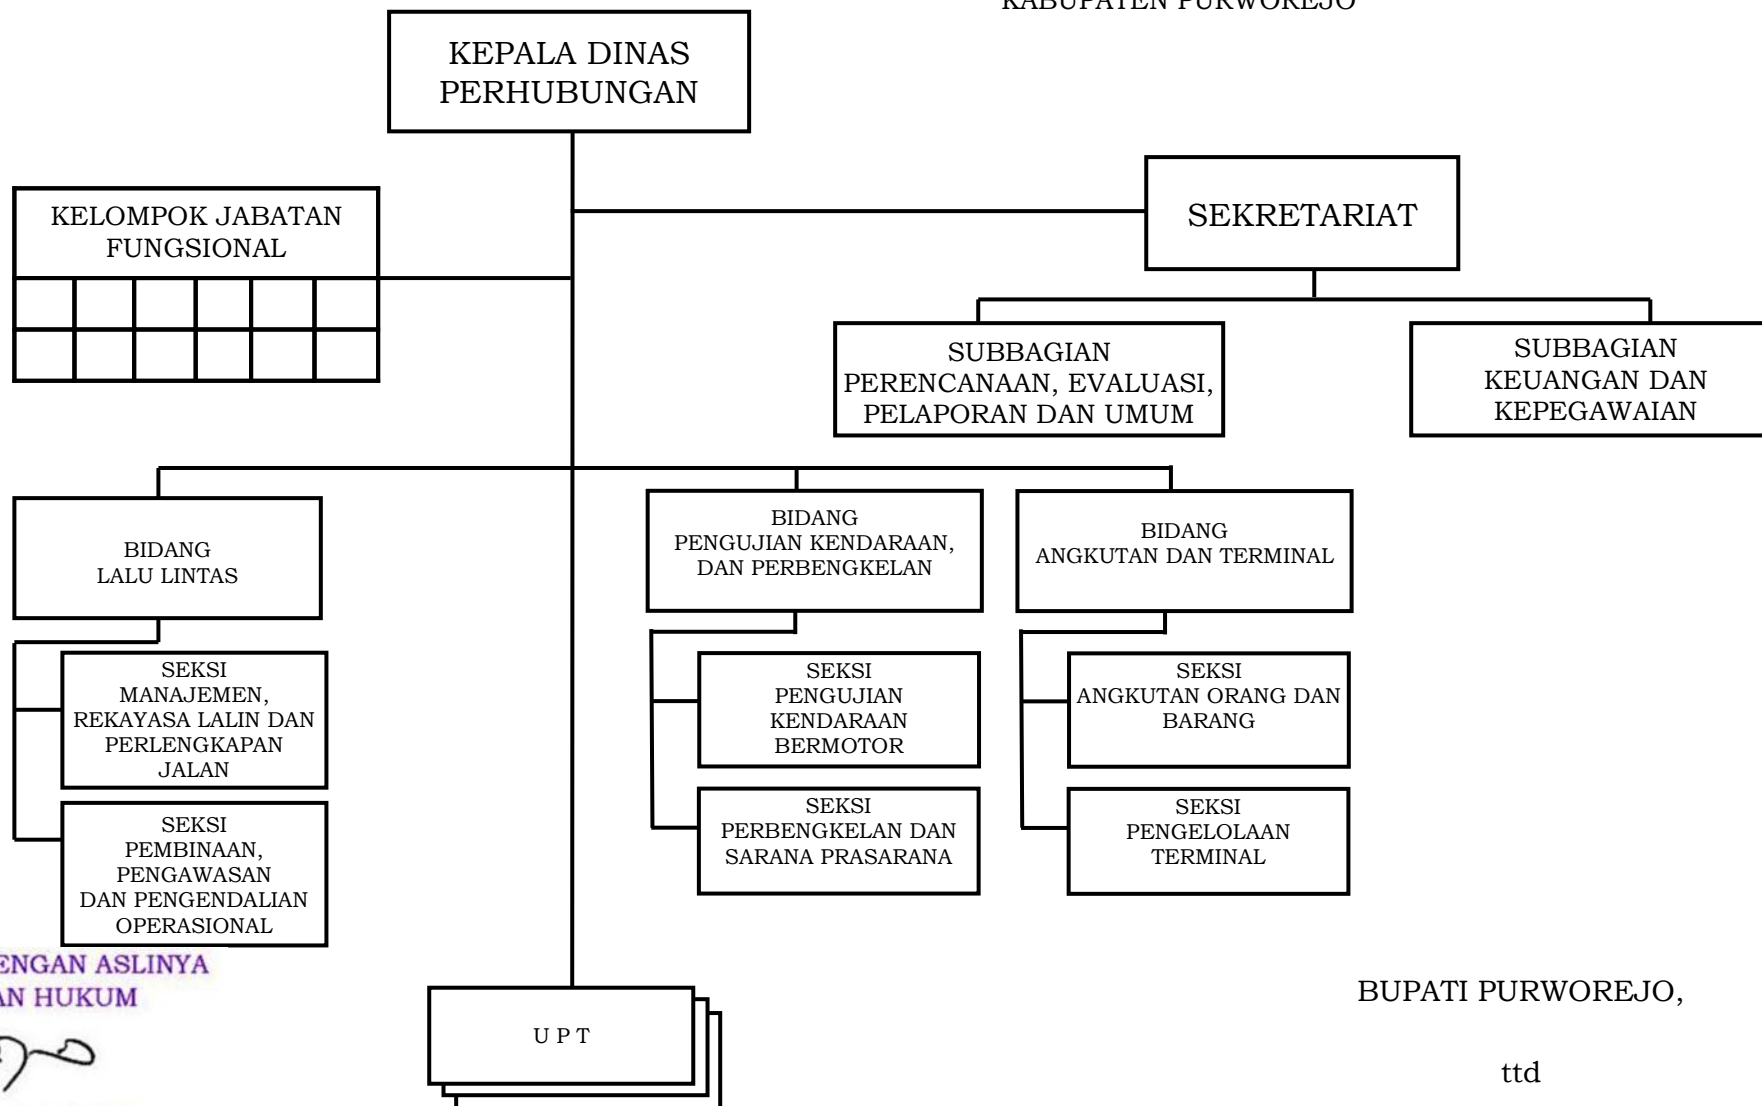 KABUPATEN PURWOREJO
KEPALA DINAS
PERHUBUNGAN
SEKRETARIAT
KELOMPOK JABATAN
FUNGSIONAL
SUBBAGIAN
PERENCANAAN, EVALUASI,
PELAPORAN DAN UMUM
SUBBAGIAN
KEUANGAN DAN
KEPEGAWAIAN
BIDANG
LALU LINTAS
BIDANG
PENGUJIAN KENDARAAN,
DAN PERBENGKELAN
BIDANG
ANGKUTAN DAN TERMINAL
SEKSI
MANAJEMEN,
REKAYASA LALIN DAN
PERLENGKAPAN
JALAN
SEKSI
PEMBINAAN,
PENGAWASAN
DAN PENGENDALIAN
OPERASIONAL
SEKSI
PENGUJIAN
KENDARAAN
BERMOTOR
SEKSI
PERBENGKELAN DAN
SARANA PRASARANA
SEKSI
ANGKUTAN ORANG DAN
BARANG
SEKSI
PENGELOLAAN
TERMINAL
U P T
ENGAN ASLINYA
AN HUKUM
BUPATI PURWOREJO,
ttd